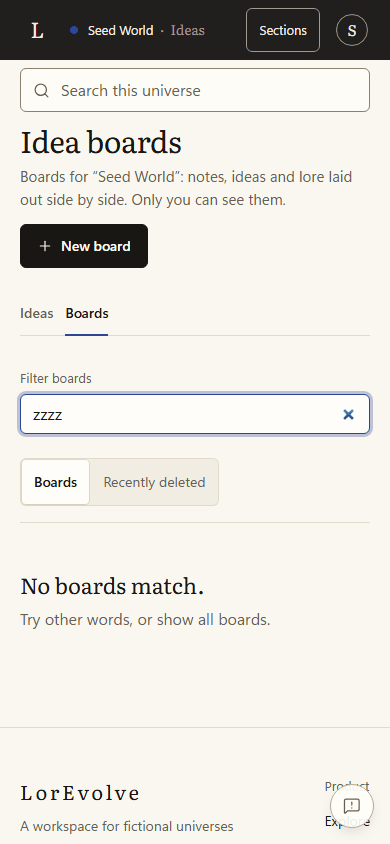 L
Seed World · Ideas
Sections
S
Search this universe
Idea boards
Boards for “Seed World”: notes, ideas and lore laid
out side by side. Only you can see them.
New board
Ideas
Boards
Filter boards
zzzz
Boards
Recently deleted
No boards match.
Try other words, or show all boards.
LorEvolve
A workspace for fictional universes
Product
Explore